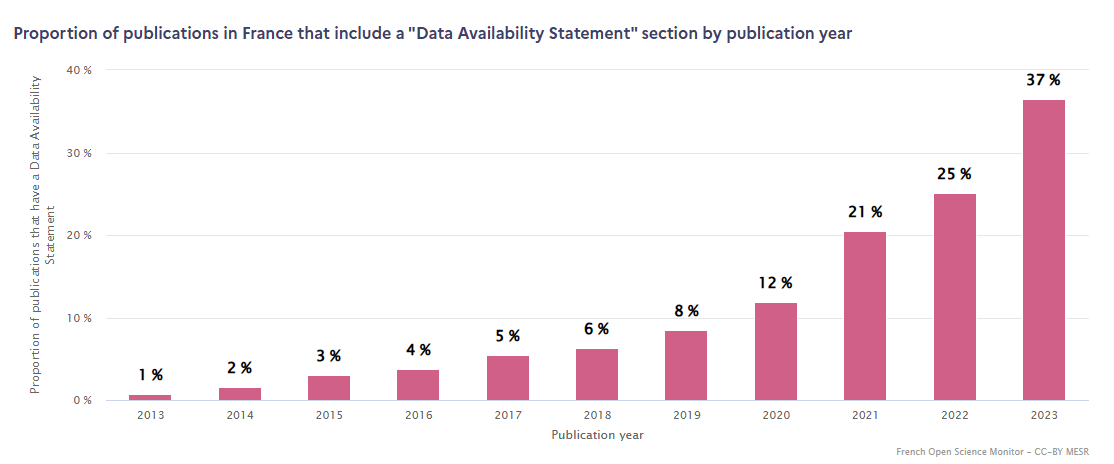 Proportion of publications in France that include a "Data Availability Statement" section by publication year
Proportion of publications that have a Data Availability
Statement
40 %
30 %
20 %
10 %
0 %
1 %
2 %
3 %
4 %
5 %
6 %
8 %
12 %
21 %
25 %
37 %
2013 2014 2015 2016 2017 2018 2019 2020 2021 2022 2023
Publication year
French Open Science Monitor - CC-BY MESR